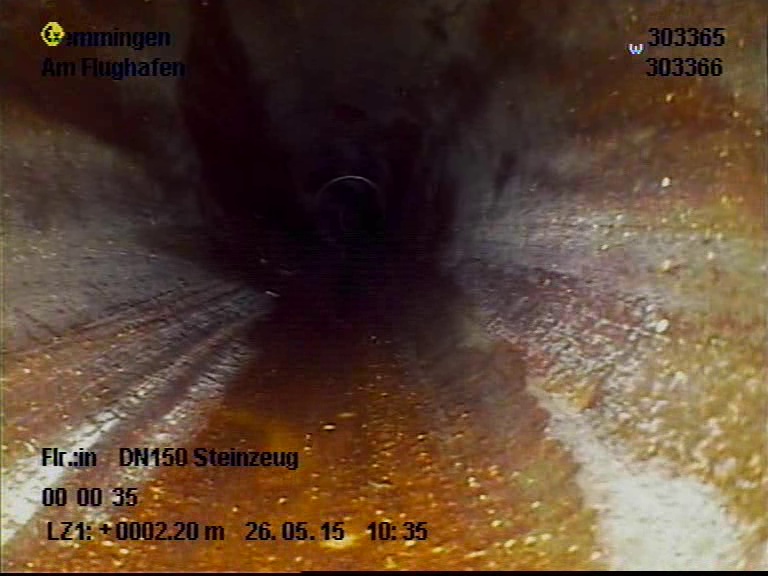 emmingen
Am Flughafen
W 303365
303366
Flr.:in DN150 Steinzeug
00 00 35
LZ1: +0002.20 m 26.05.15 10:35